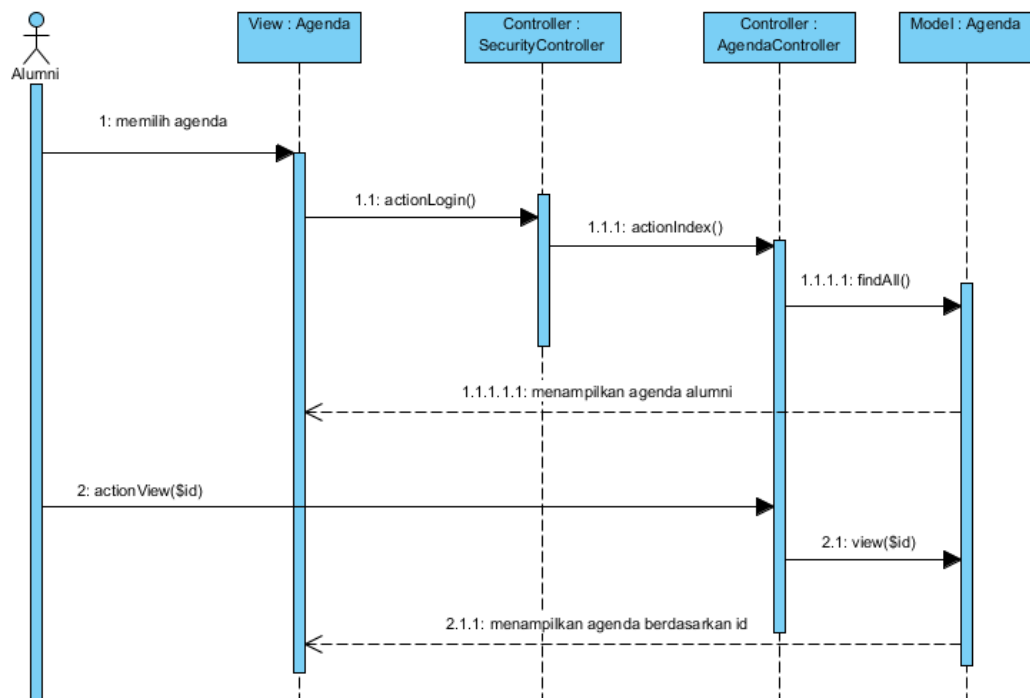 View : Agenda
Controller :
SecurityController
Controller :
AgendaController
Model : Agenda
Alumni
1: memilih agenda
1.1: actionLogin()
1.1.1: actionIndex()
1.1.1.1: findAll()
1.1.1.1.1: menampilkan agenda alumni
2: actionView($id)
2.1: view($id)
2.1.1: menampilkan agenda berdasarkan id